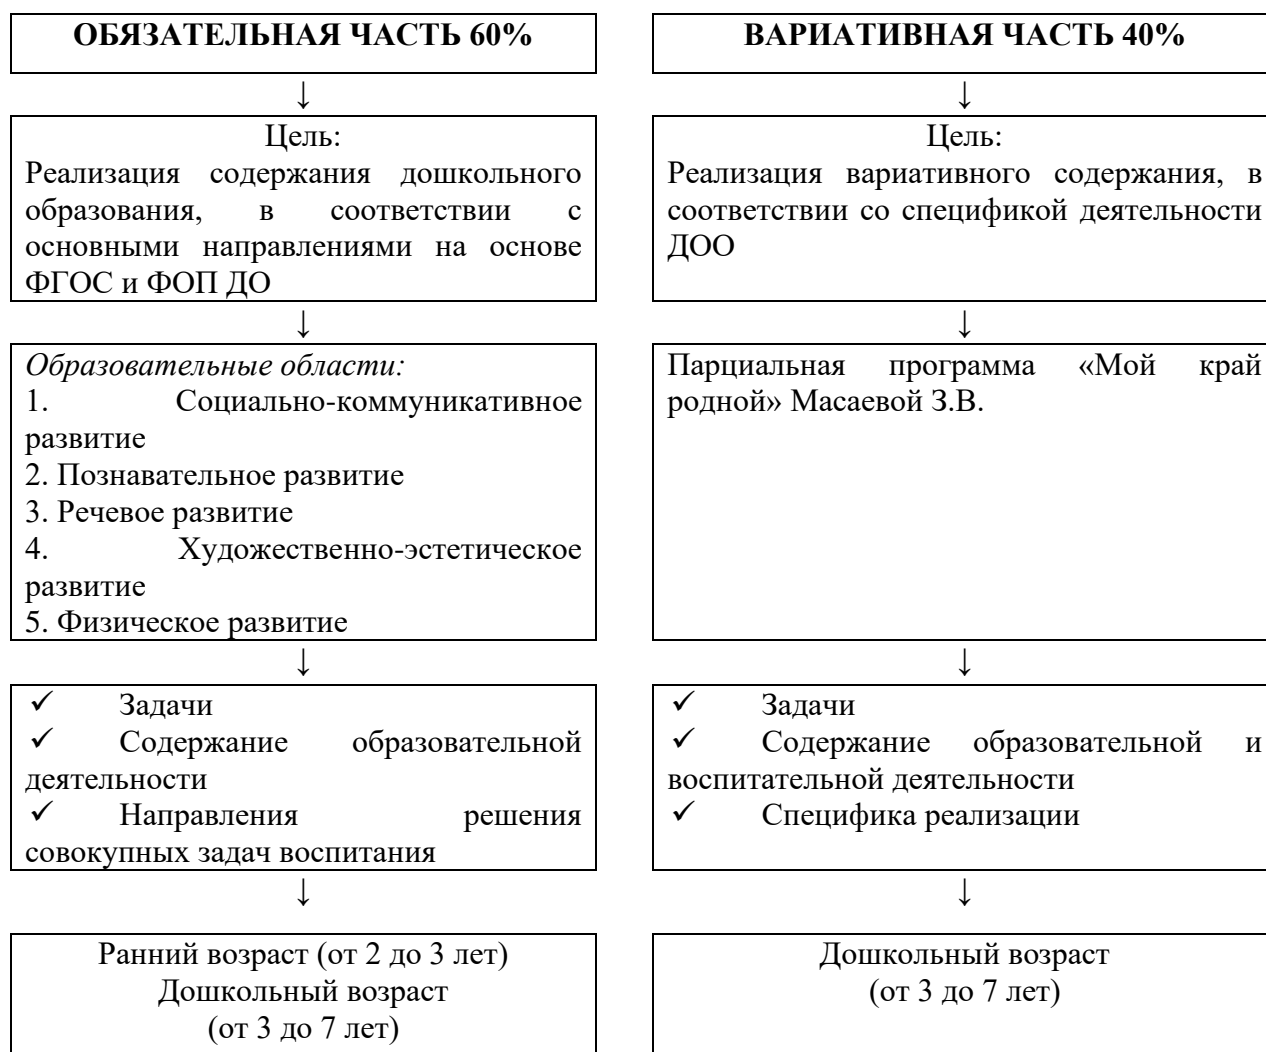 ОБЯЗАТЕЛЬНАЯ ЧАСТЬ 60%
↓
Цель:
Реализация содержания дошкольного
образования, в соответствии с
основными направлениями на основе
ФГОС и ФОП ДО
↓
Образовательные области:
1. Социально-коммуникативное
развитие
2. Познавательное развитие
3. Речевое развитие
4. Художественно-эстетическое
развитие
5. Физическое развитие
↓
✓ Задачи
✓ Содержание образовательной
деятельности
✓ Направления решения
совокупных задач воспитания
↓
Ранний возраст (от 2 до 3 лет)
Дошкольный возраст
(от 3 до 7 лет)
ВАРИАТИВНАЯ ЧАСТЬ 40%
↓
Цель:
Реализация вариативного содержания, в
соответствии со спецификой деятельности
ДОО
↓
Парциальная программа «Мой край
родной» Масаевой З.В.
↓
✓ Задачи
✓ Содержание образовательной и
воспитательной деятельности
✓ Специфика реализации
↓
Дошкольный возраст
(от 3 до 7 лет)